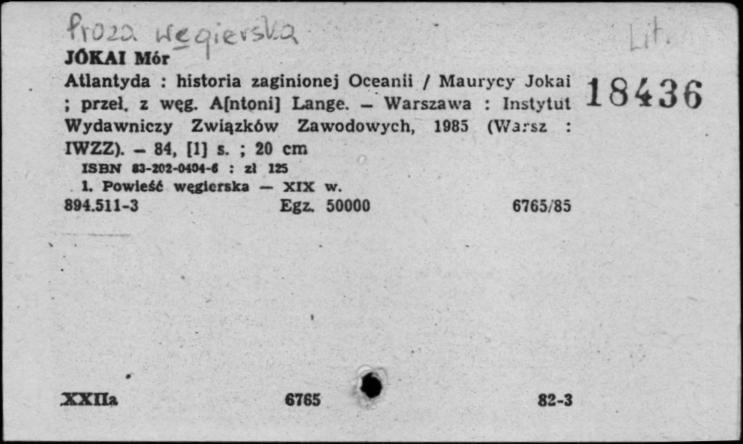 Proza węgierska
Lit.
JÓKAI Mór
Atlantyda : historia zaginionej Oceanii / Maurycy Jokai
; przeł. z węg. A[ntoni] Lange. — Warszawa : Instytut
18436
Wydawniczy Związków Zawodowych, 1985 (Warsz :
IWZZ). — 84, [1] s. ; 20 cm
ISBN 83-202-0404-6 : zł 125
1. Powieść węgierska — XIX w.
894.511-3 Egz. 50000 6765/85
XXIIa 6765 82-3